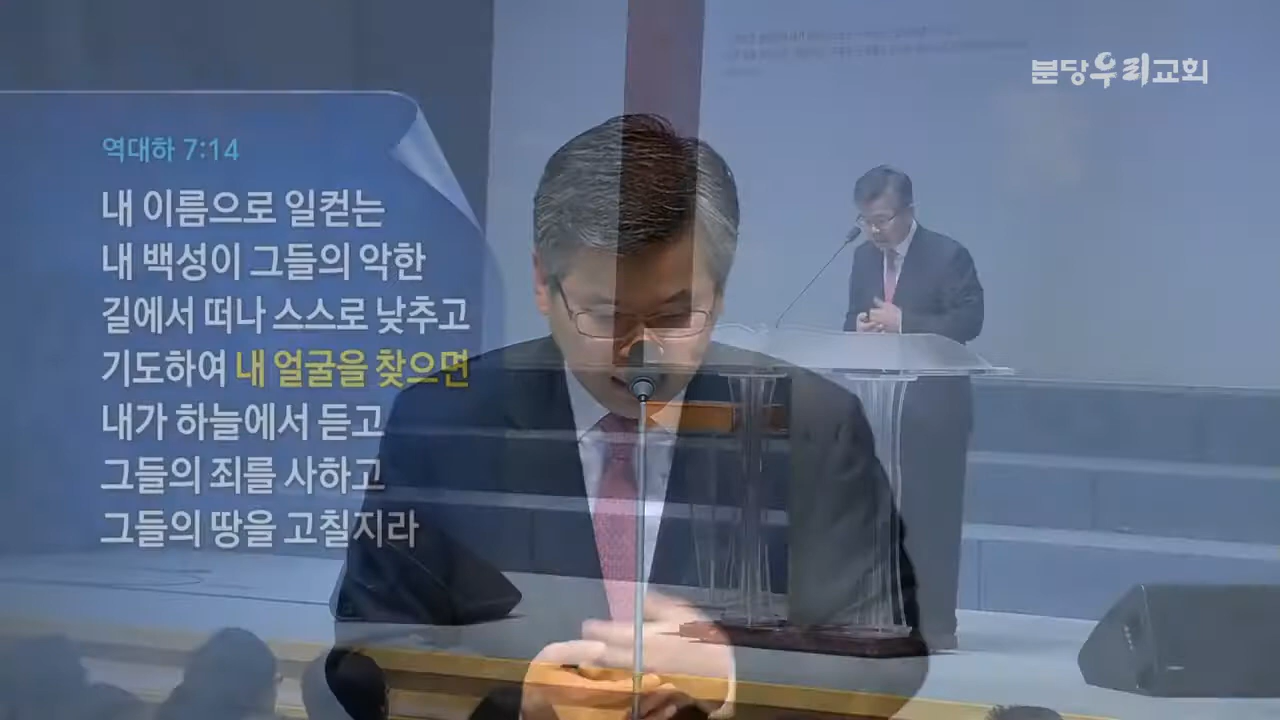 분당우리교회
역대하 7:14
내 이름으로 일컫는
내 백성이 그들의 악한
길에서 떠나 스스로 낮추고
기도하여 내 얼굴을 찾으면
내가 하늘에서 듣고
그들의 죄를 사하고
그들의 땅을 고칠지라